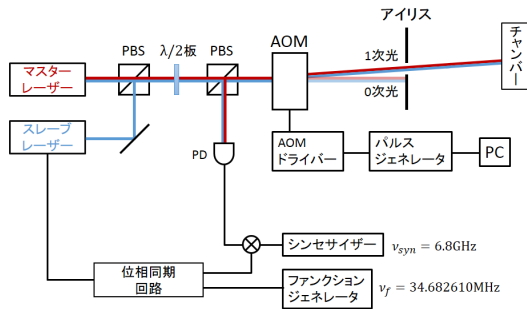 PBS
λ/2板
PBS
AOM
アイリス
チャンバー
マスター
レーザー
1次光
0次光
スレーブ
レーザー
PD
AOM
ドライバー
パルス
ジェネレータ
PC
シンセサイザー
ν_syn = 6.8GHz
位相同期
回路
ファンクション
ジェネレータ
ν_f = 34.682610MHz